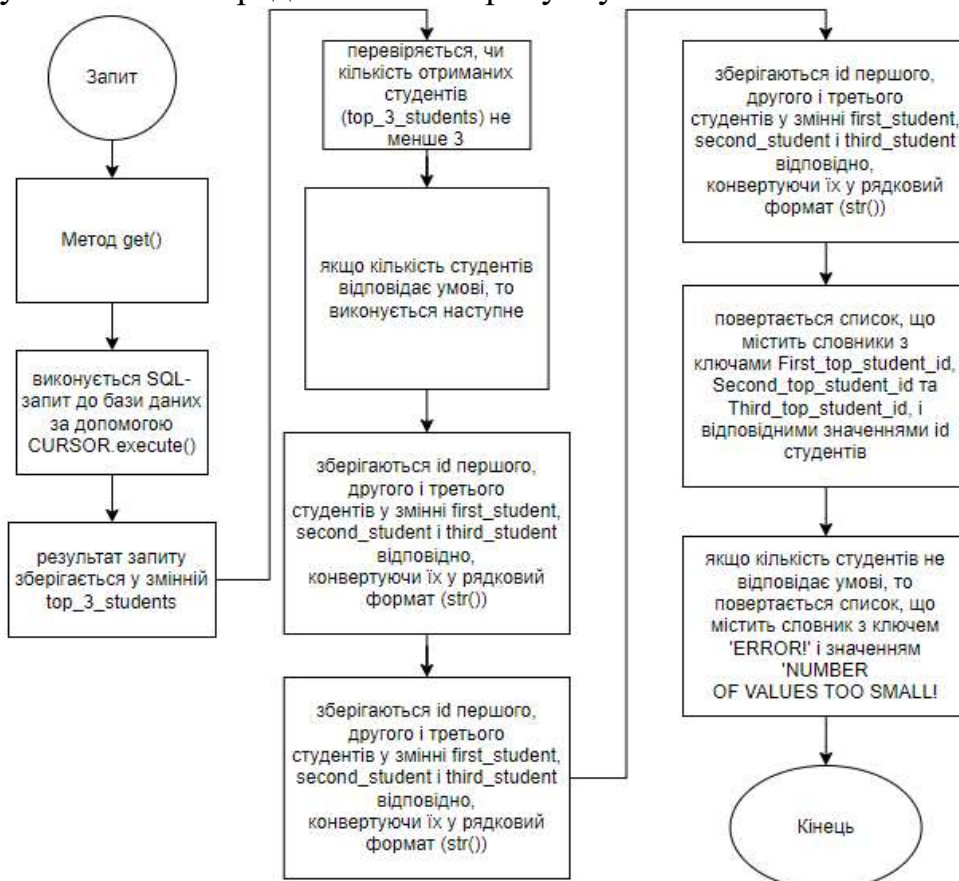 Запит
Метод get()
виконується SQL-
запит до бази даних
за допомогою
CURSOR.execute()
результат запиту
зберігається у змінній
top_3_students
перевіряється, чи
кількість отриманих
студентів
(top_3_students) не
менше 3
якщо кількість студентів
відповідає умові, то
виконується наступне
зберігаються id першого,
другого і третього
студентів у змінні first_student,
second_student і third_student
відповідно,
конвертуючи їх у рядковий
формат (str())
зберігаються id першого,
другого і третього
студентів у змінні first_student,
second_student і third_student
відповідно,
конвертуючи їх у рядковий
формат (str())
зберігаються id першого,
другого і третього
студентів у змінні first_student,
second_student і third_student
відповідно,
конвертуючи їх у рядковий
формат (str())
повертається список, що
містить словники з
ключами First_top_student_id,
Second_top_student_id та
Third_top_student_id, і
відповідними значеннями id
студентів
якщо кількість студентів не
відповідає умові, то
повертається список, що
містить словник з ключем
'ERROR!' і значенням
'NUMBER
OF VALUES TOO SMALL!
Кінець